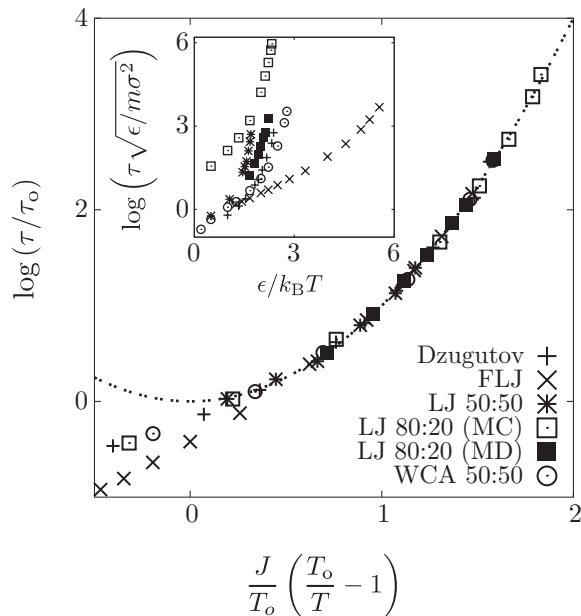 4
2
0
log (τ/τ_o)
6
3
0
log (τ√ϵ/mσ²)
0 3 6
ϵ/k_BT
Dzugutov
FLJ
LJ 50:50
LJ 80:20 (MC)
LJ 80:20 (MD)
WCA 50:50
0 1 2
J/T_o (T_o/T − 1)